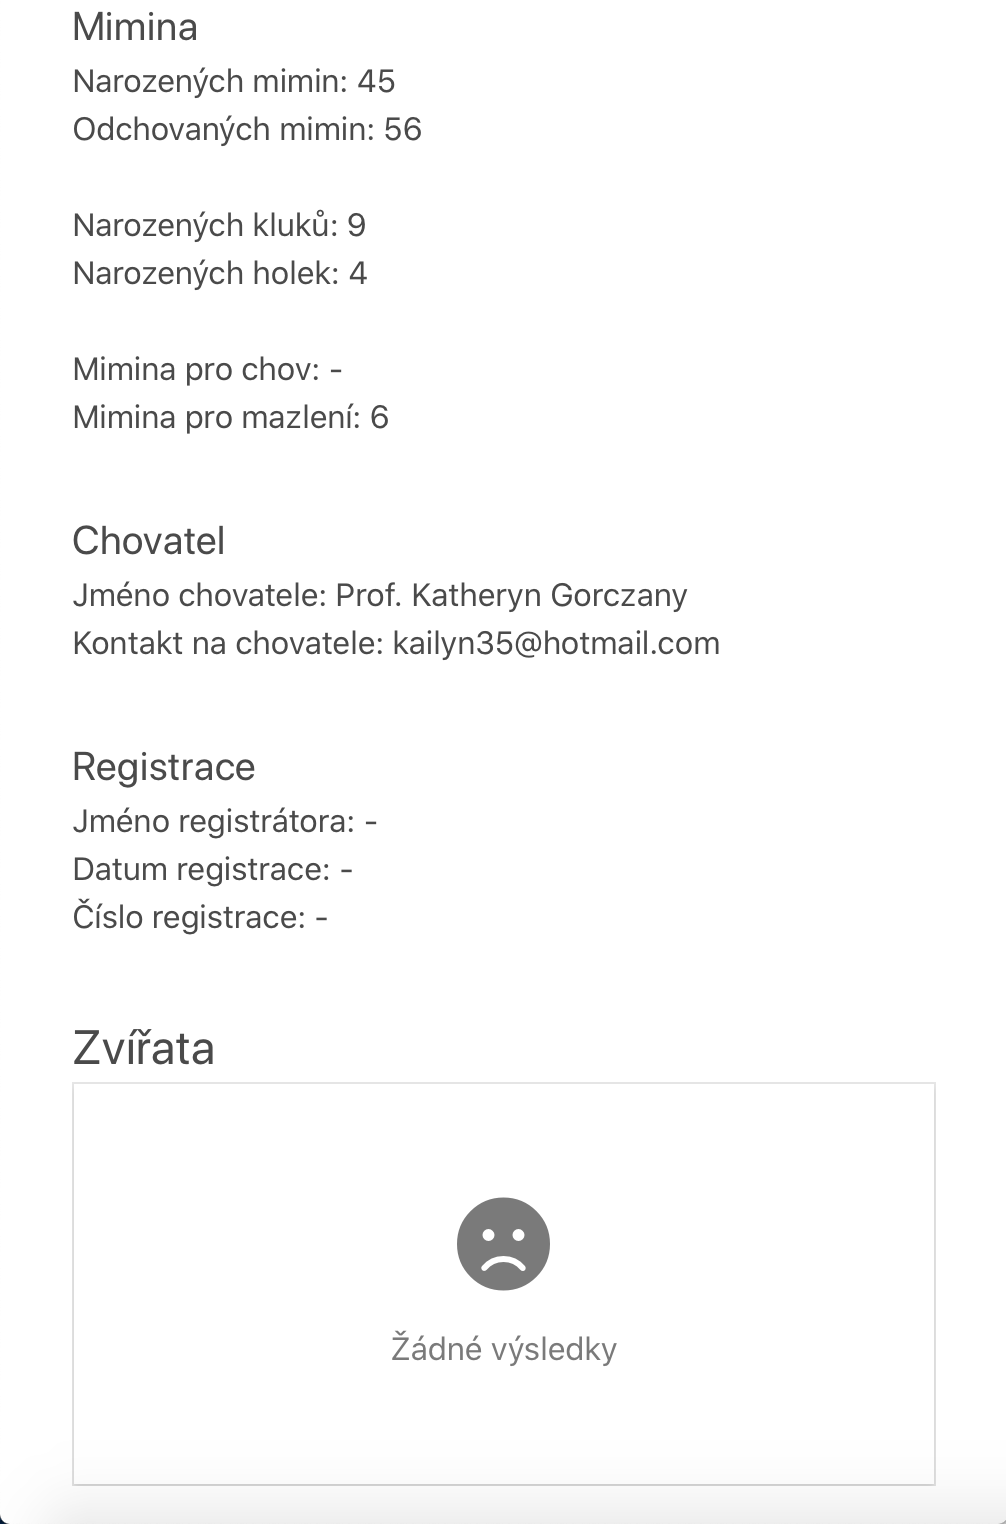 Mimina
Narozených mimin: 45
Odchovaných mimin: 56
Narozených kluků: 9
Narozených holek: 4
Mimina pro chov: -
Mimina pro mazlení: 6
Chovatel
Jméno chovatele: Prof. Katheryn Gorczany
Kontakt na chovatele: kailyn35@hotmail.com
Registrace
Jméno registrátora: -
Datum registrace: -
Číslo registrace: -
Zvířata
Žádné výsledky